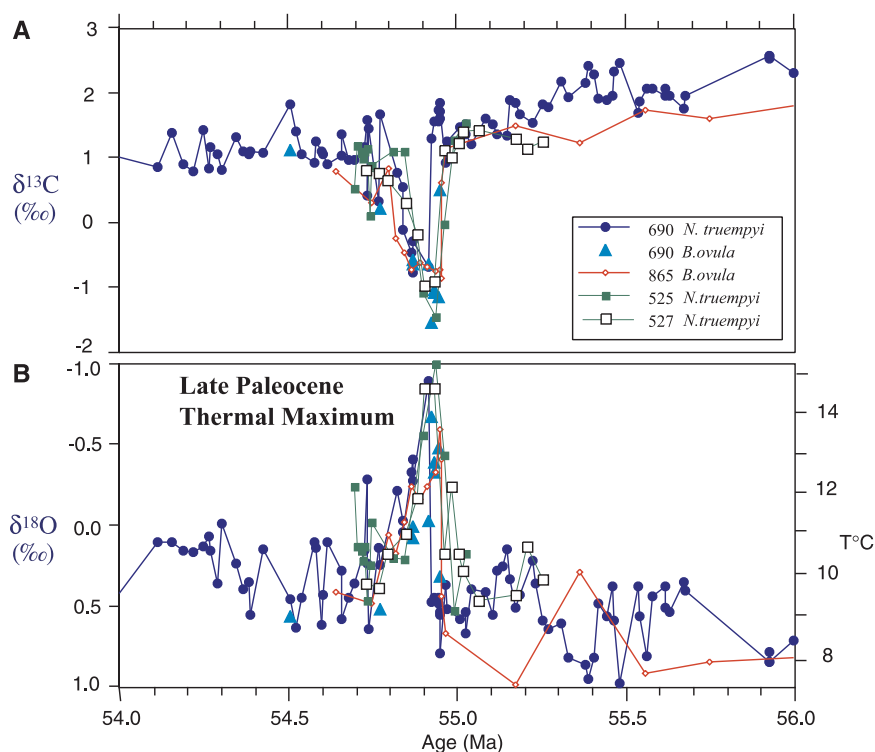 A
3
2
1
0
-1
-2
δ¹³C
(‰)
690 N. truempyi
690 B.ovula
865 B.ovula
525 N.truempyi
527 N.truempyi
B
Late Paleocene
Thermal Maximum
-1.0
-0.5
0.0
0.5
1.0
δ¹⁸O
(‰)
14
12
10
8
T°C
54.0 54.5 55.0 55.5 56.0
Age (Ma)